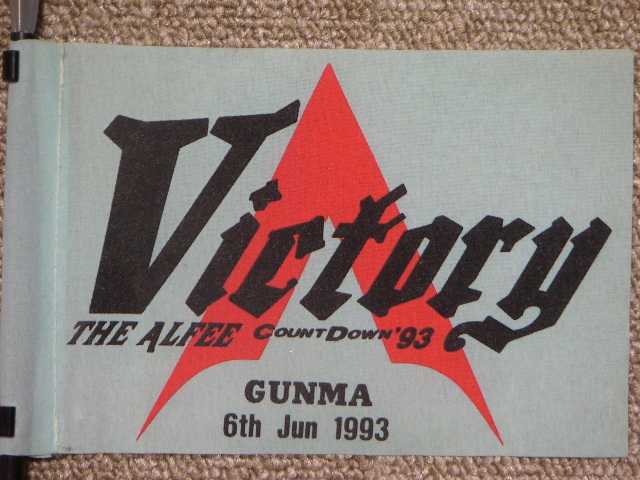 Victory
THE ALFEE COUNTDOWN '93
GUNMA
6th Jun 1993